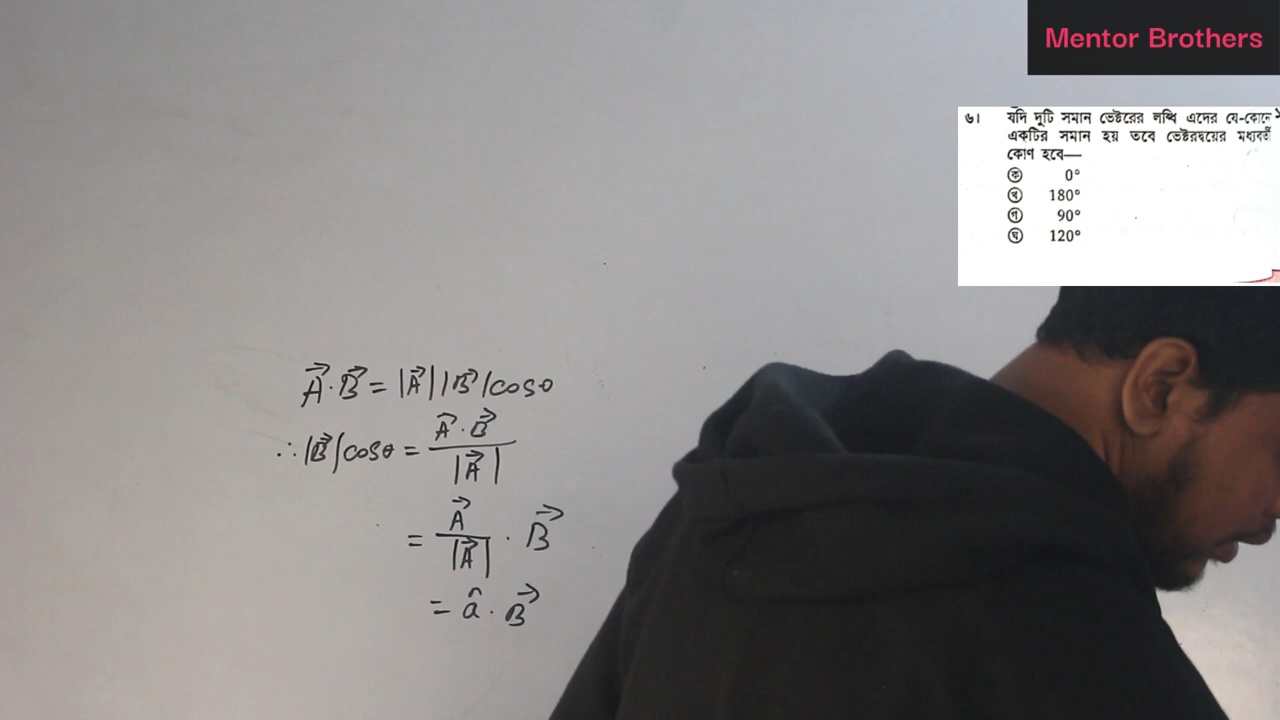 Mentor Brothers
৬। যদি দুটি সমান ভেক্টরের লব্ধি এদের যে-কোনো
একটির সমান হয় তবে ভেক্টরদ্বয়ের মধ্যবর্তী
কোণ হবে—
ক 0°
খ 180°
গ 90°
ঘ 120°
A⃗·B⃗ = |A⃗||B⃗|cosθ
∴ |B⃗|cosθ = A⃗·B⃗ / |A⃗|
= A⃗ / |A⃗| · B⃗
= â · B⃗